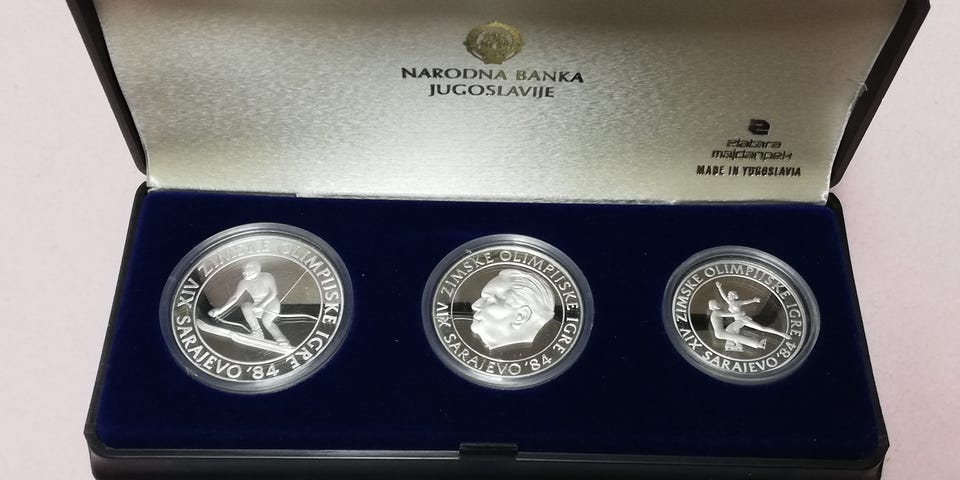 NARODNA BANKA
JUGOSLAVIJE
zlatara
majdanpek
MADE IN YUGOSLAVIA
XIV ZIMSKE OLIMPIJSKE IGRE
SARAJEVO '84
XIV ZIMSKE OLIMPIJSKE IGRE
SARAJEVO '84
XIV ZIMSKE OLIMPIJSKE IGRE
SARAJEVO '84